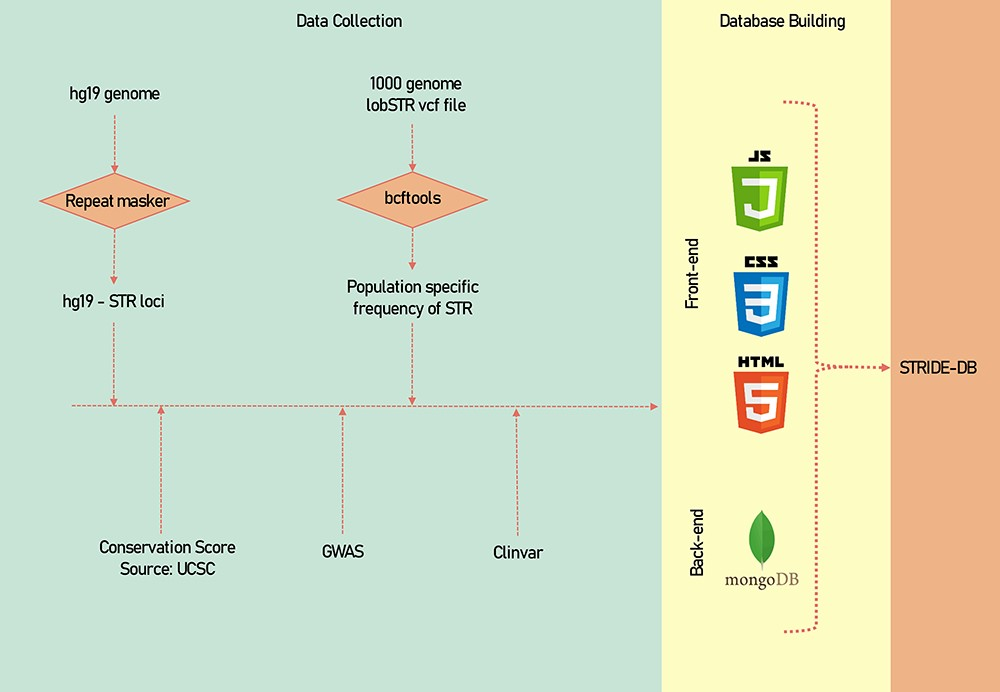 Data Collection
Database Building
hg19 genome
1000 genome
lobSTR vcf file
Repeat masker
bcftools
hg19 - STR loci
Population specific
frequency of STR
Conservation Score
Source: UCSC
GWAS
Clinvar
Front-end
JS
CSS
3
HTML
5
Back-end
mongoDB
STRIDE-DB